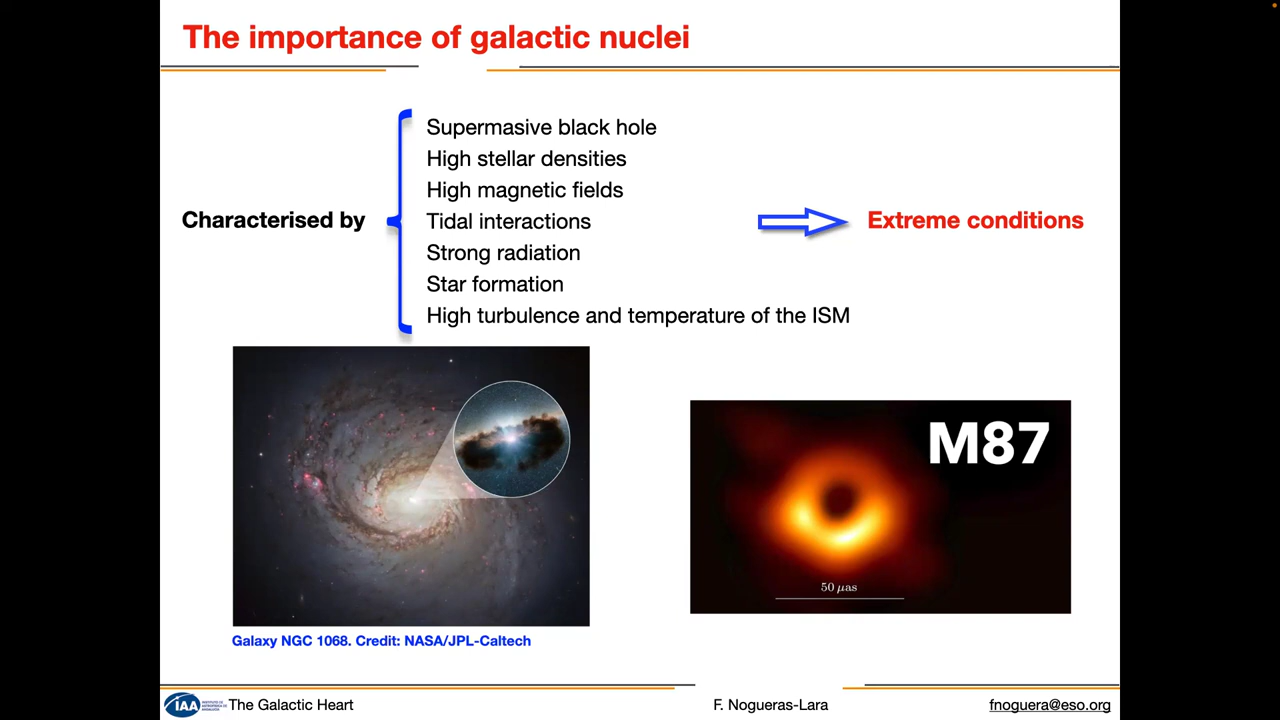 The importance of galactic nuclei
Supermasive black hole
High stellar densities
High magnetic fields
Characterised by
Tidal interactions
Extreme conditions
Strong radiation
Star formation
High turbulence and temperature of the ISM
M87
50 μas
Galaxy NGC 1068. Credit: NASA/JPL-Caltech
IAA
The Galactic Heart
F. Nogueras-Lara
fnoguera@eso.org